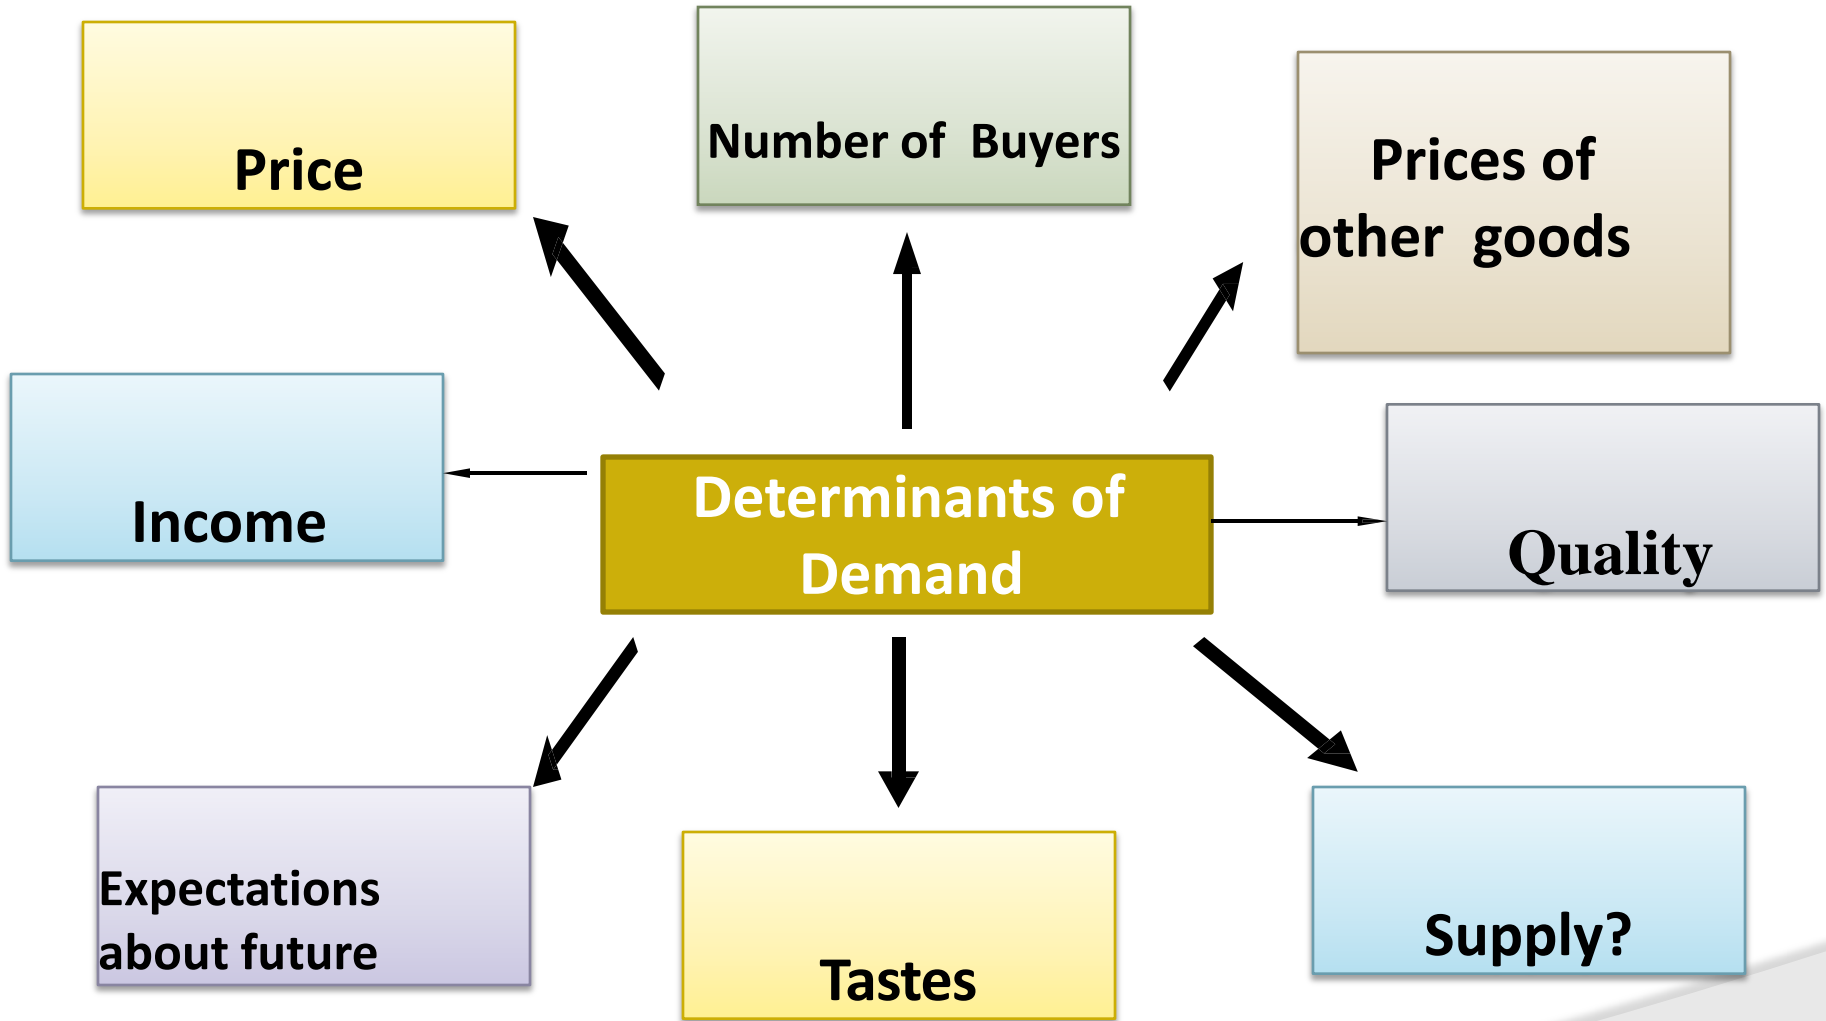 Price
Number of  Buyers
Prices of
other  goods
Income
Determinants of
Demand
Quality
Expectations
about future
Tastes
Supply?